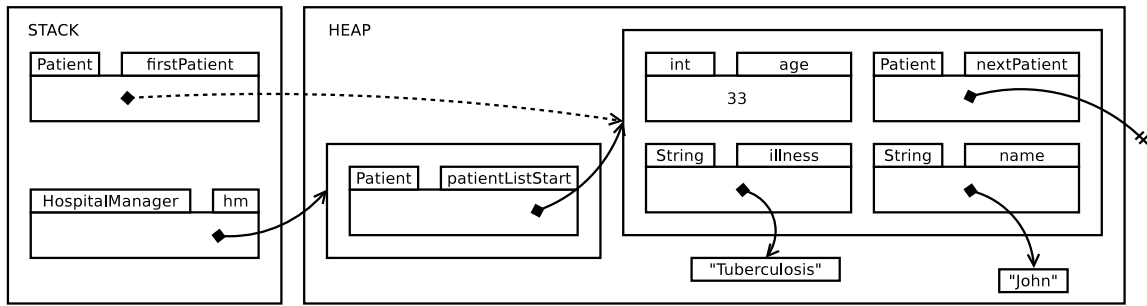 STACK
Patient firstPatient
HospitalManager hm
HEAP
Patient patientListStart
int age
33
Patient nextPatient
String illness
String name
"Tuberculosis"
"John"